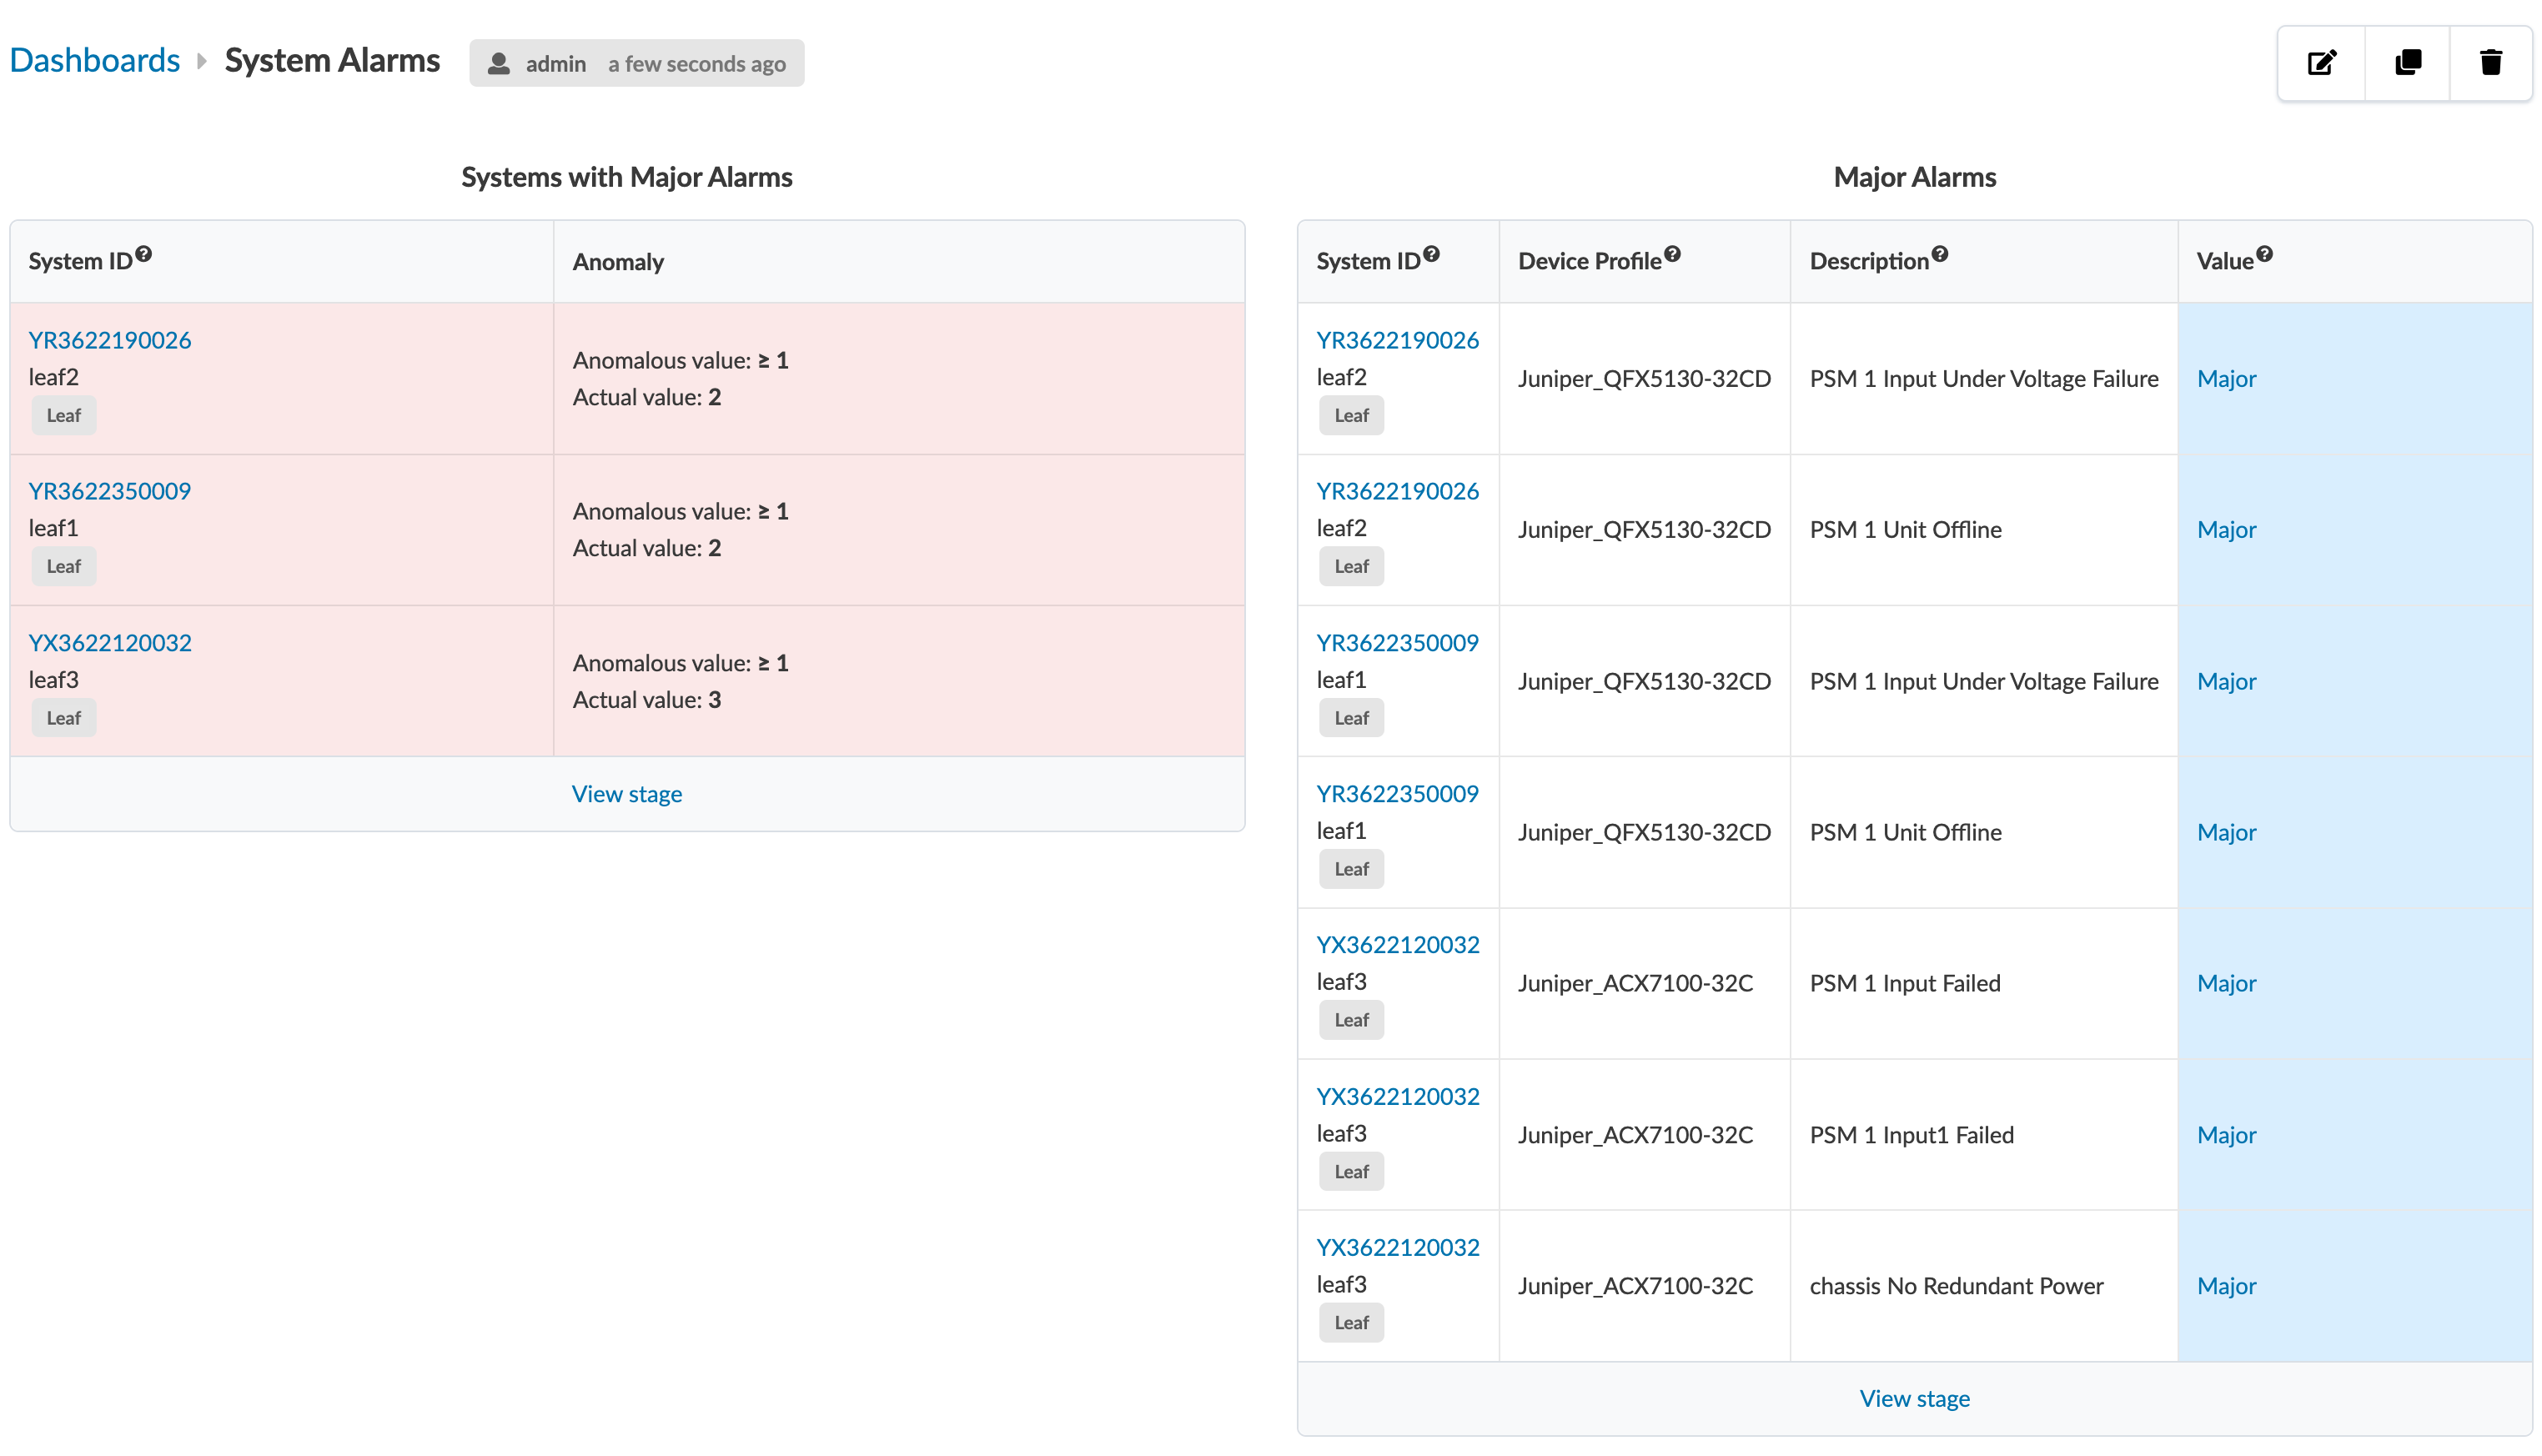 Dashboards System Alarms admin a few seconds ago
Systems with Major Alarms
System ID Anomaly
YR3622190026
leaf2
Leaf
Anomalous value: ≥ 1
Actual value: 2
YR3622350009
leaf1
Leaf
Anomalous value: ≥ 1
Actual value: 2
YX3622120032
leaf3
Leaf
Anomalous value: ≥ 1
Actual value: 3
View stage
Major Alarms
System ID Device Profile Description Value
YR3622190026
leaf2
Leaf
Juniper_QFX5130-32CD
PSM 1 Input Under Voltage Failure
Major
YR3622190026
leaf2
Leaf
Juniper_QFX5130-32CD
PSM 1 Unit Offline
Major
YR3622350009
leaf1
Leaf
Juniper_QFX5130-32CD
PSM 1 Input Under Voltage Failure
Major
YR3622350009
leaf1
Leaf
Juniper_QFX5130-32CD
PSM 1 Unit Offline
Major
YX3622120032
leaf3
Leaf
Juniper_ACX7100-32C
PSM 1 Input Failed
Major
YX3622120032
leaf3
Leaf
Juniper_ACX7100-32C
PSM 1 Input1 Failed
Major
YX3622120032
leaf3
Leaf
Juniper_ACX7100-32C
chassis No Redundant Power
Major
View stage